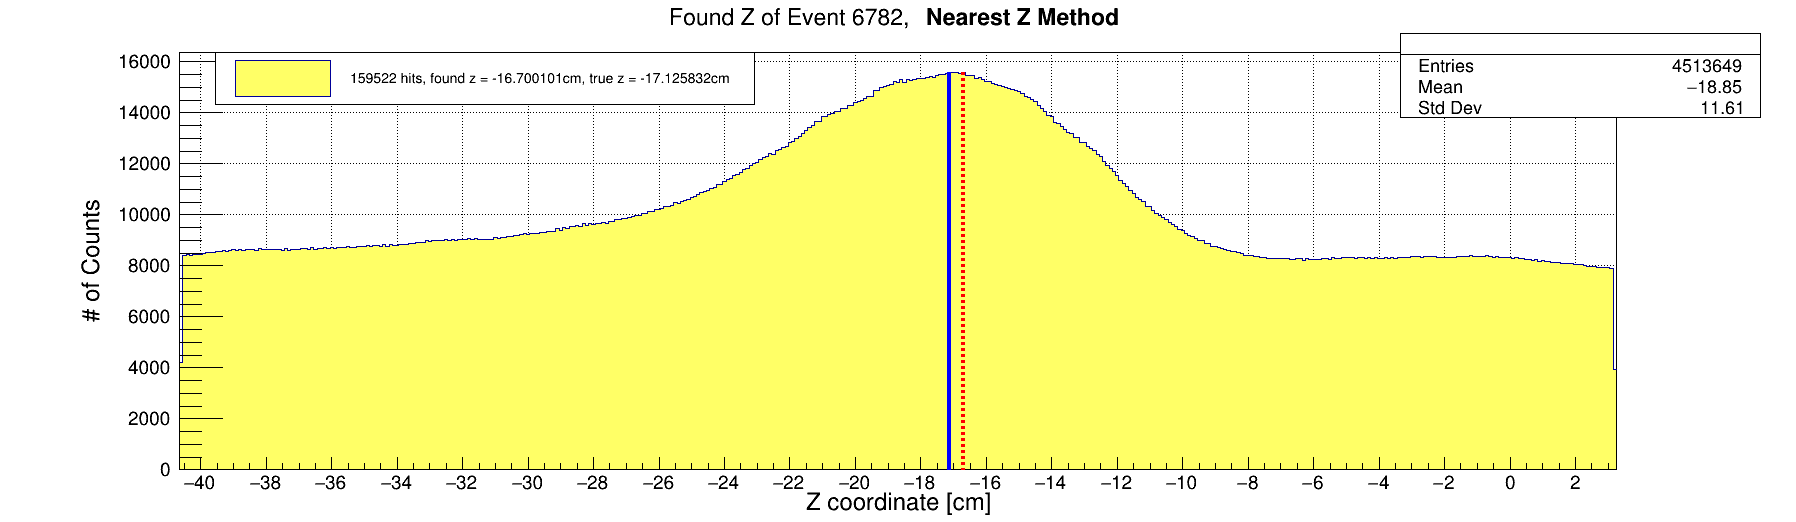 Found Z of Event 6782, Nearest Z Method
159522 hits, found z = -16.700101cm, true z = -17.125832cm
Entries 4513649
Mean −18.85
Std Dev 11.61
# of Counts
16000
14000
12000
10000
8000
6000
4000
2000
0
−40 −38 −36 −34 −32 −30 −28 −26 −24 −22 −20 −18 −16 −14 −12 −10 −8 −6 −4 −2 0 2
Z coordinate [cm]